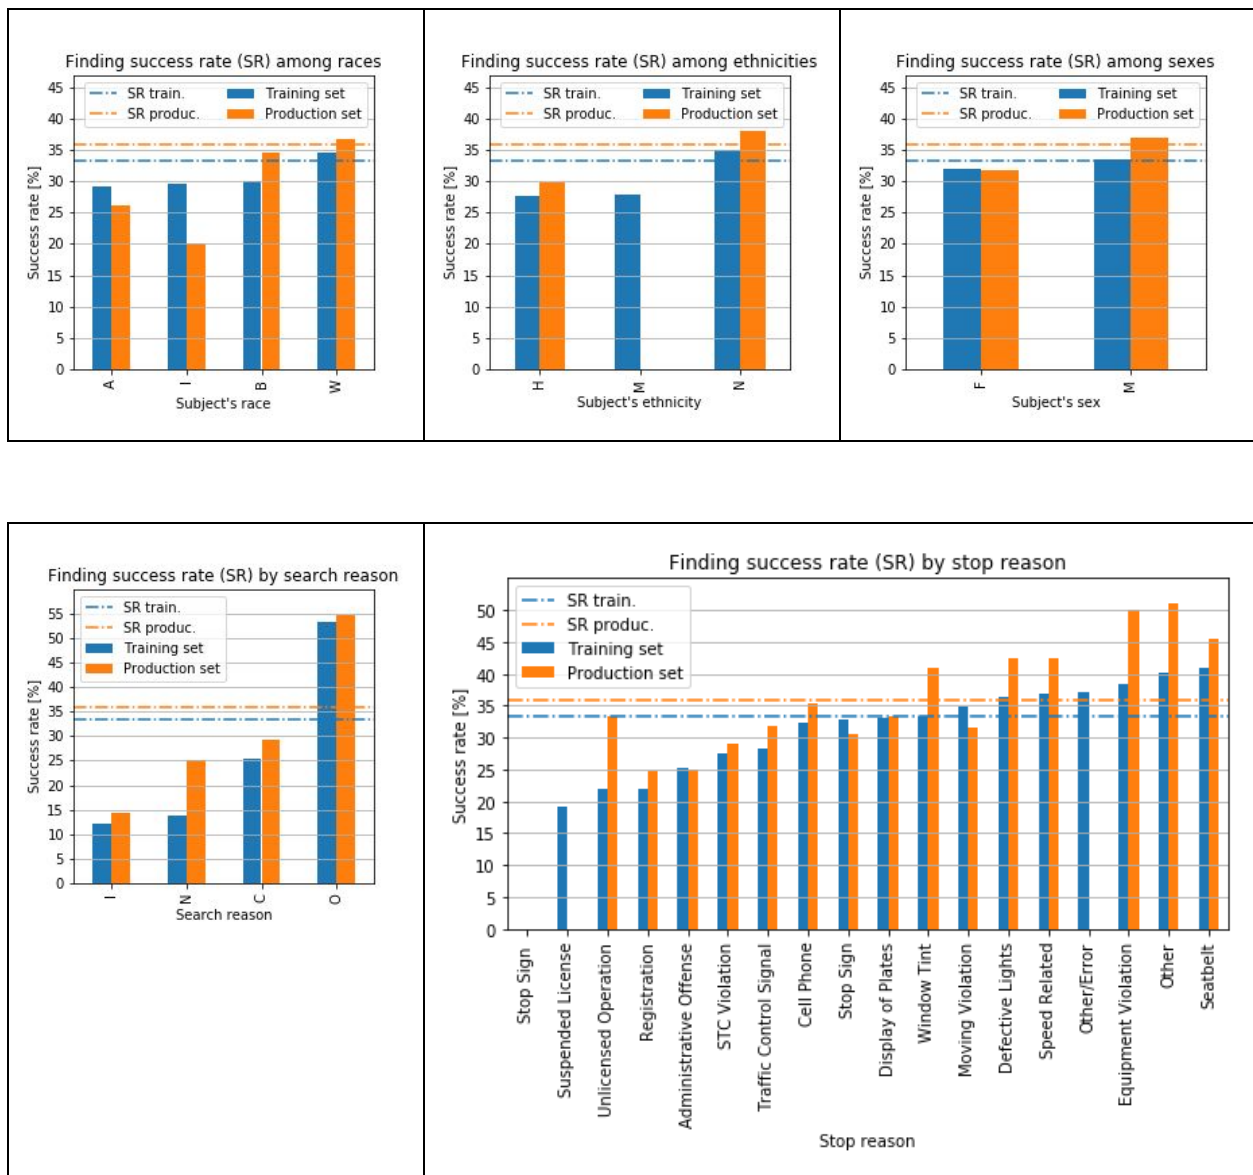 Finding success rate (SR) among races
SR train.
SR produc.
Training set
Production set
Success rate [%]
45
40
35
30
25
20
15
10
5
0
A
I
B
W
Subject's race
Finding success rate (SR) among ethnicities
SR train.
SR produc.
Training set
Production set
Success rate [%]
45
40
35
30
25
20
15
10
5
0
H
M
N
Subject's ethnicity
Finding success rate (SR) among sexes
SR train.
SR produc.
Training set
Production set
Success rate [%]
45
40
35
30
25
20
15
10
5
0
F
M
Subject's sex
Finding success rate (SR) by search reason
SR train.
SR produc.
Training set
Production set
Success rate [%]
55
50
45
40
35
30
25
20
15
10
5
0
I
N
C
O
Search reason
Finding success rate (SR) by stop reason
SR train.
SR produc.
Training set
Production set
Success rate [%]
50
45
40
35
30
25
20
15
10
5
0
Stop Sign
Suspended License
Unlicensed Operation
Registration
Administrative Offense
STC Violation
Traffic Control Signal
Cell Phone
Stop Sign
Display of Plates
Window Tint
Moving Violation
Defective Lights
Speed Related
Other/Error
Equipment Violation
Other
Seatbelt
Stop reason